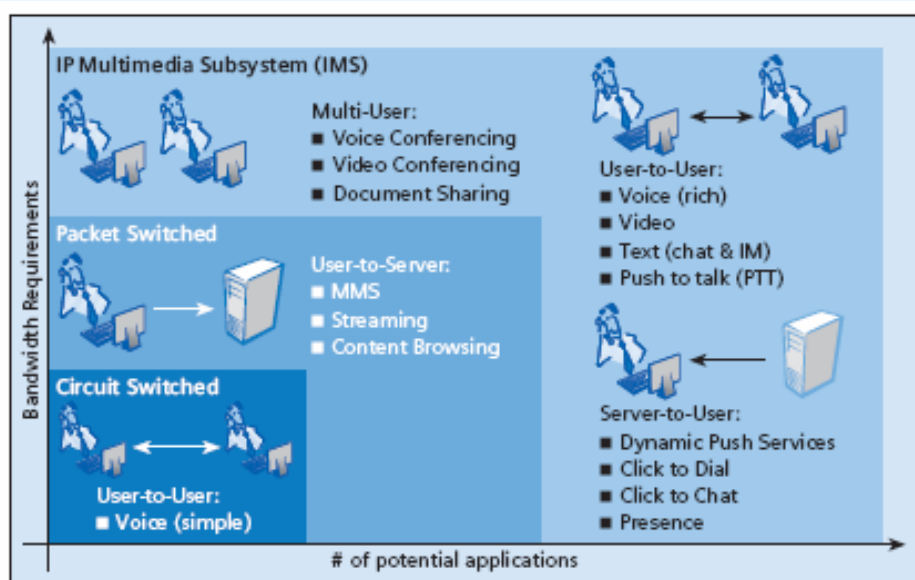 IP Multimedia Subsystem (IMS)
Multi-User:
■ Voice Conferencing
■ Video Conferencing
■ Document Sharing
User-to-User:
■ Voice (rich)
■ Video
■ Text (chat & IM)
■ Push to talk (PTT)
Packet Switched
User-to-Server:
■ MMS
■ Streaming
■ Content Browsing
Server-to-User:
■ Dynamic Push Services
■ Click to Dial
■ Click to Chat
■ Presence
Circuit Switched
User-to-User:
■ Voice (simple)
Bandwidth Requirements
# of potential applications